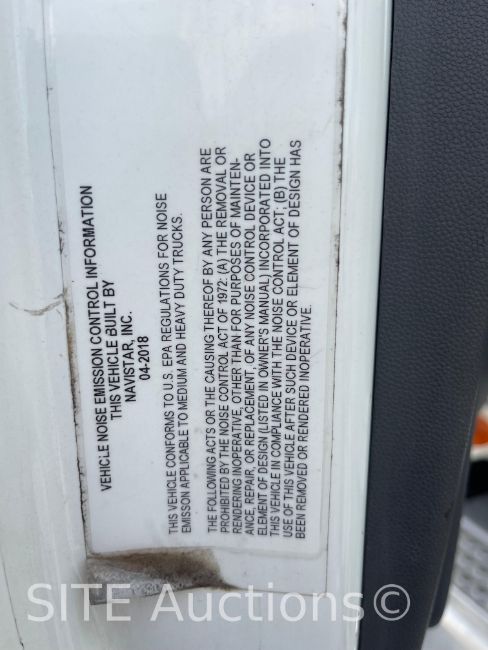 VEHICLE NOISE EMISSION CONTROL INFORMATION
THIS VEHICLE BUILT BY
NAVISTAR, INC.
04-2018
THIS VEHICLE CONFORMS TO U.S. EPA REGULATIONS FOR NOISE
EMISSON APPLICABLE TO MEDIUM AND HEAVY DUTY TRUCKS.
THE FOLLOWING ACTS OR THE CAUSING THEREOF BY ANY PERSON ARE
PROHIBITED BY THE NOISE CONTROL ACT OF 1972: (A) THE REMOVAL OR
RENDERING INOPERATIVE, OTHER THAN FOR PURPOSES OF MAINTEN-
ANCE, REPAIR, OR REPLACEMENT, OF ANY NOISE CONTROL DEVICE OR
ELEMENT OF DESIGN (LISTED IN OWNER'S MANUAL) INCORPORATED INTO
THIS VEHICLE IN COMPLIANCE WITH THE NOISE CONTROL ACT; (B) THE
USE OF THIS VEHICLE AFTER SUCH DEVICE OR ELEMENT OF DESIGN HAS
BEEN REMOVED OR RENDERED INOPERATIVE.
SITE Auctions©